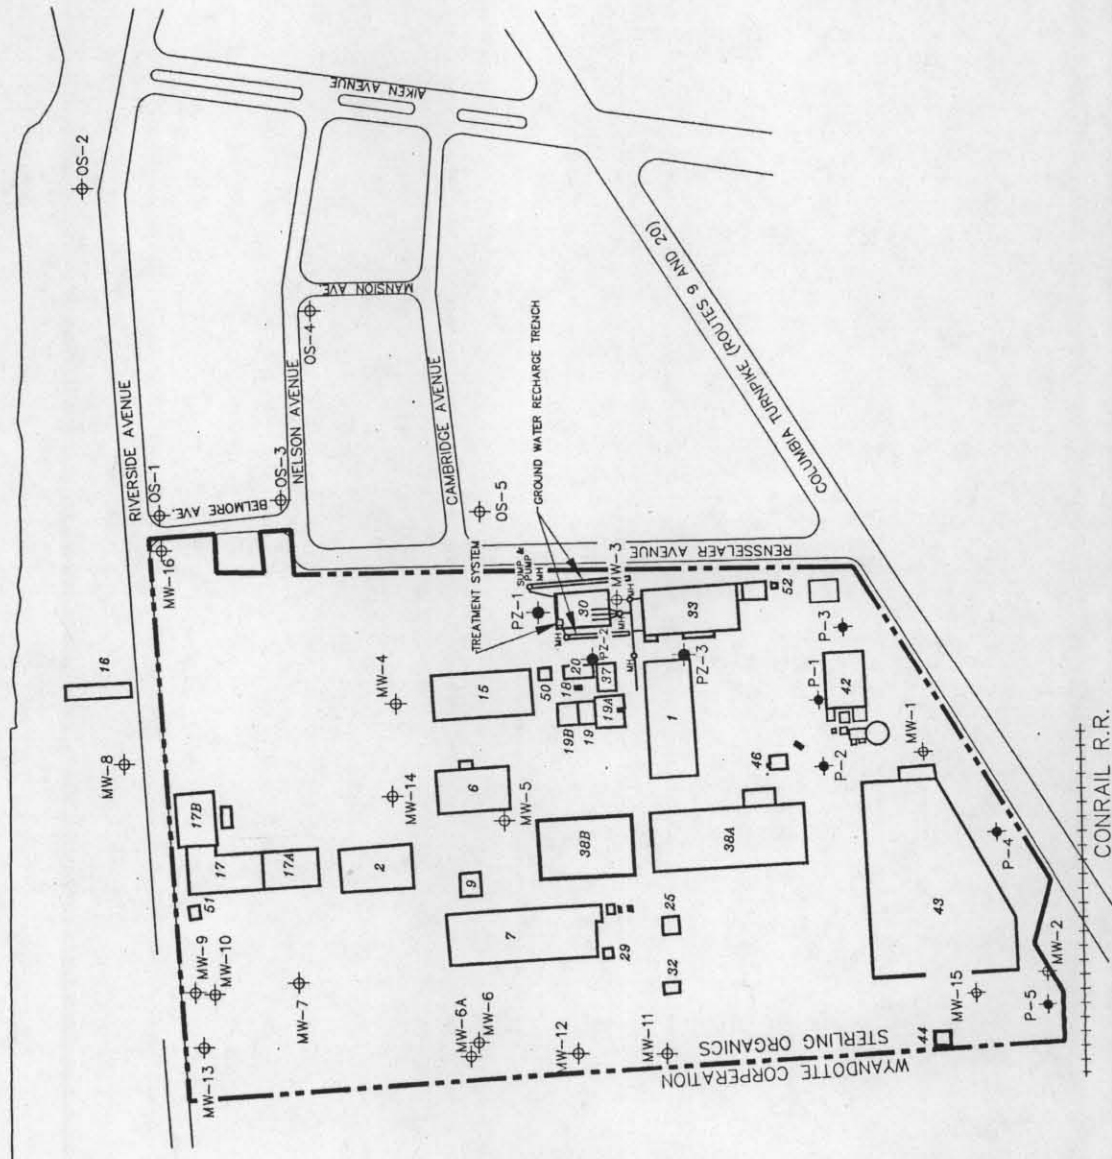 OS-2
AIKEN AVENUE
MANSION AVE.
OS-4
NELSON AVENUE
CAMBRIDGE AVENUE
RIVERSIDE AVENUE
OS-1
BELMORE AVE.
OS-3
OS-5
GROUND WATER RECHARGE TRENCH
COLUMBIA TURNPIKE (ROUTES 9 AND 20)
RENSSELAER AVENUE
TREATMENT SYSTEM
SUMP &
PUMP
MH
MW-16
PZ-1
30
MW-3
MH
MH
MH
MH
33
52
P-3
16
MW-4
15
50
18
20
PZ-2
37
PZ-3
19B
19
19A
1
P-1
42
MW-8
MW-14
6
MW-5
46
P-2
MW-1
17B
17
17A
2
9
38B
38A
P-4
43
51
7
29
25
32
MW-9
MW-10
MW-7
MW-6A
MW-6
MW-12
MW-11
MW-13
MW-15
MW-2
P-5
44
STERLING ORGANICS
WYANDOTTE CORPERATION
CONRAIL R.R.